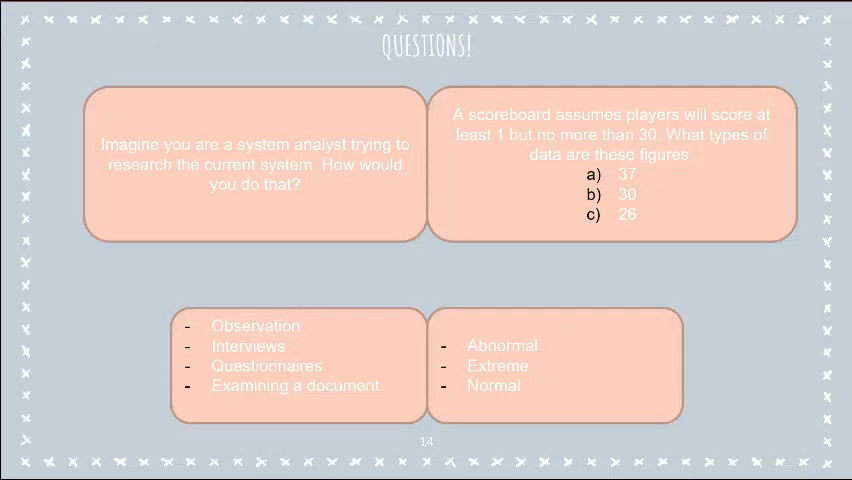 QUESTIONS!
Imagine you are a system analyst trying to
research the current system. How would
you do that?
A scoreboard assumes players will score at
least 1 but no more than 30. What types of
data are these figures.
a) 37
b) 30
c) 26
- Observation
- Interviews
- Questionnaires
- Examining a document
- Abnormal
- Extreme
- Normal
14